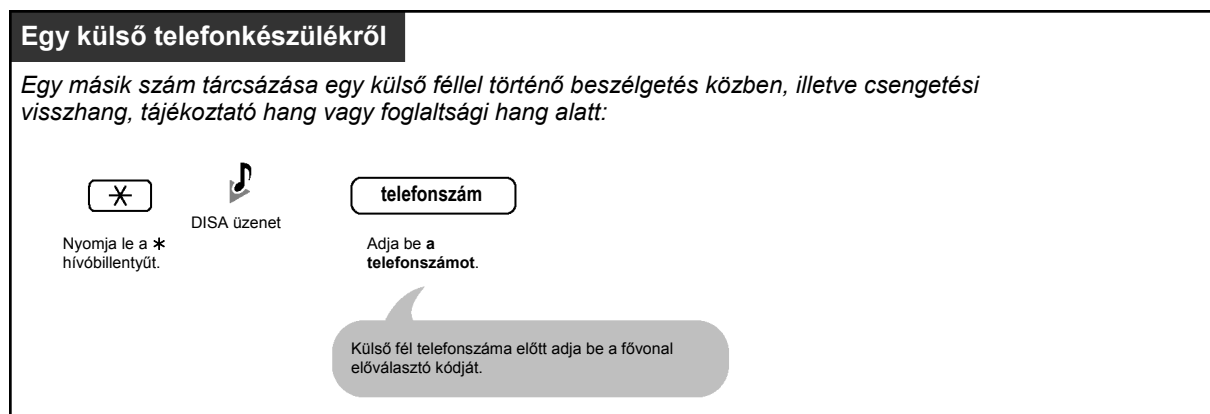 Egy külső telefonkészülékről
Egy másik szám tárcsázása egy külső féllel történő beszélgetés közben, illetve csengetési
visszhang, tájékoztató hang vagy foglaltsági hang alatt:
DISA üzenet
telefonszám
Nyomja le a *
hívóbillentyűt.
Adja be a
telefonszámot.
Külső fél telefonszáma előtt adja be a fővonal
előválasztó kódját.